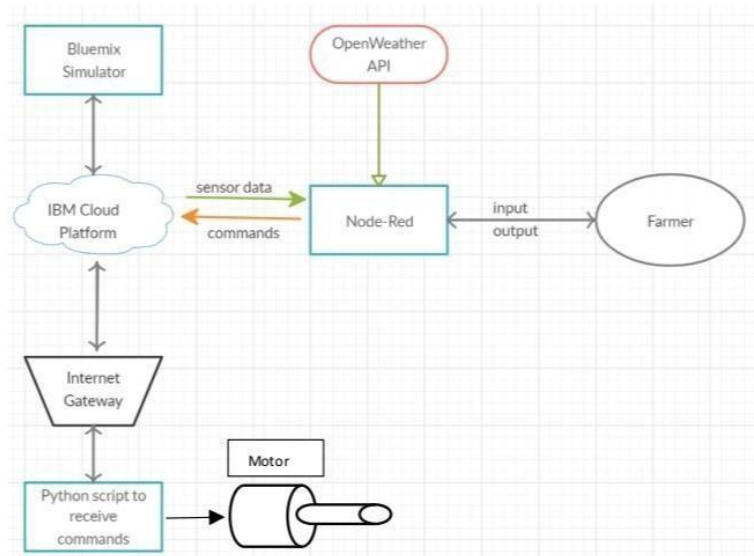 Bluemix
Simulator
OpenWeather
API
IBM Cloud
Platform
sensor data
commands
Node-Red
input
output
Farmer
Internet
Gateway
Motor
Python script to
receive
commands